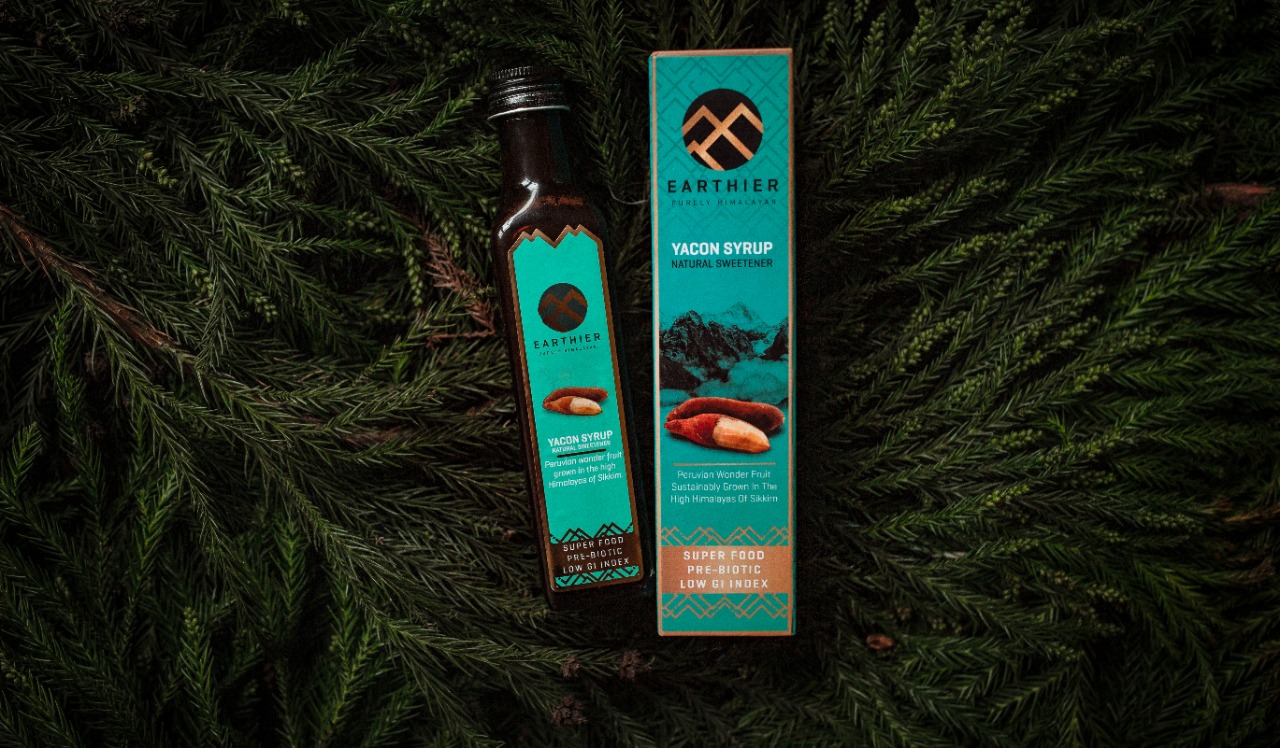 EARTHIER
PURELY HIMALAYAN
YACON SYRUP
NATURAL SWEETENER
Peruvian wonder fruit
grown in the high
Himalayas of Sikkim
SUPER FOOD
PRE-BIOTIC
LOW GI INDEX
EARTHIER
PURELY HIMALAYAN
YACON SYRUP
NATURAL SWEETENER
Peruvian Wonder Fruit
Sustainably Grown In The
High Himalayas Of Sikkim
SUPER FOOD
PRE-BIOTIC
LOW GI INDEX